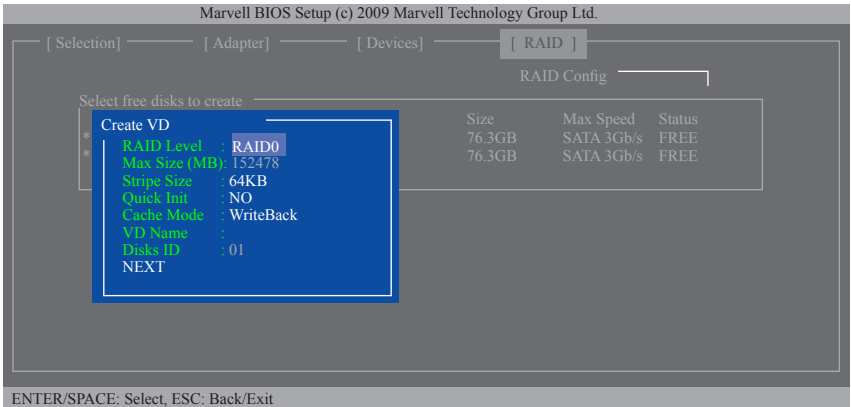 Marvell BIOS Setup (c) 2009 Marvell Technology Group Ltd.
[ Selection] [ Adapter] [ Devices] [ RAID ]
RAID Config
Select free disks to create
Size Max Speed Status
* 76.3GB SATA 3Gb/s FREE
* 76.3GB SATA 3Gb/s FREE
Create VD
RAID Level : RAID0
Max Size (MB): 152478
Stripe Size : 64KB
Quick Init : NO
Cache Mode : WriteBack
VD Name :
Disks ID : 01
NEXT
ENTER/SPACE: Select, ESC: Back/Exit